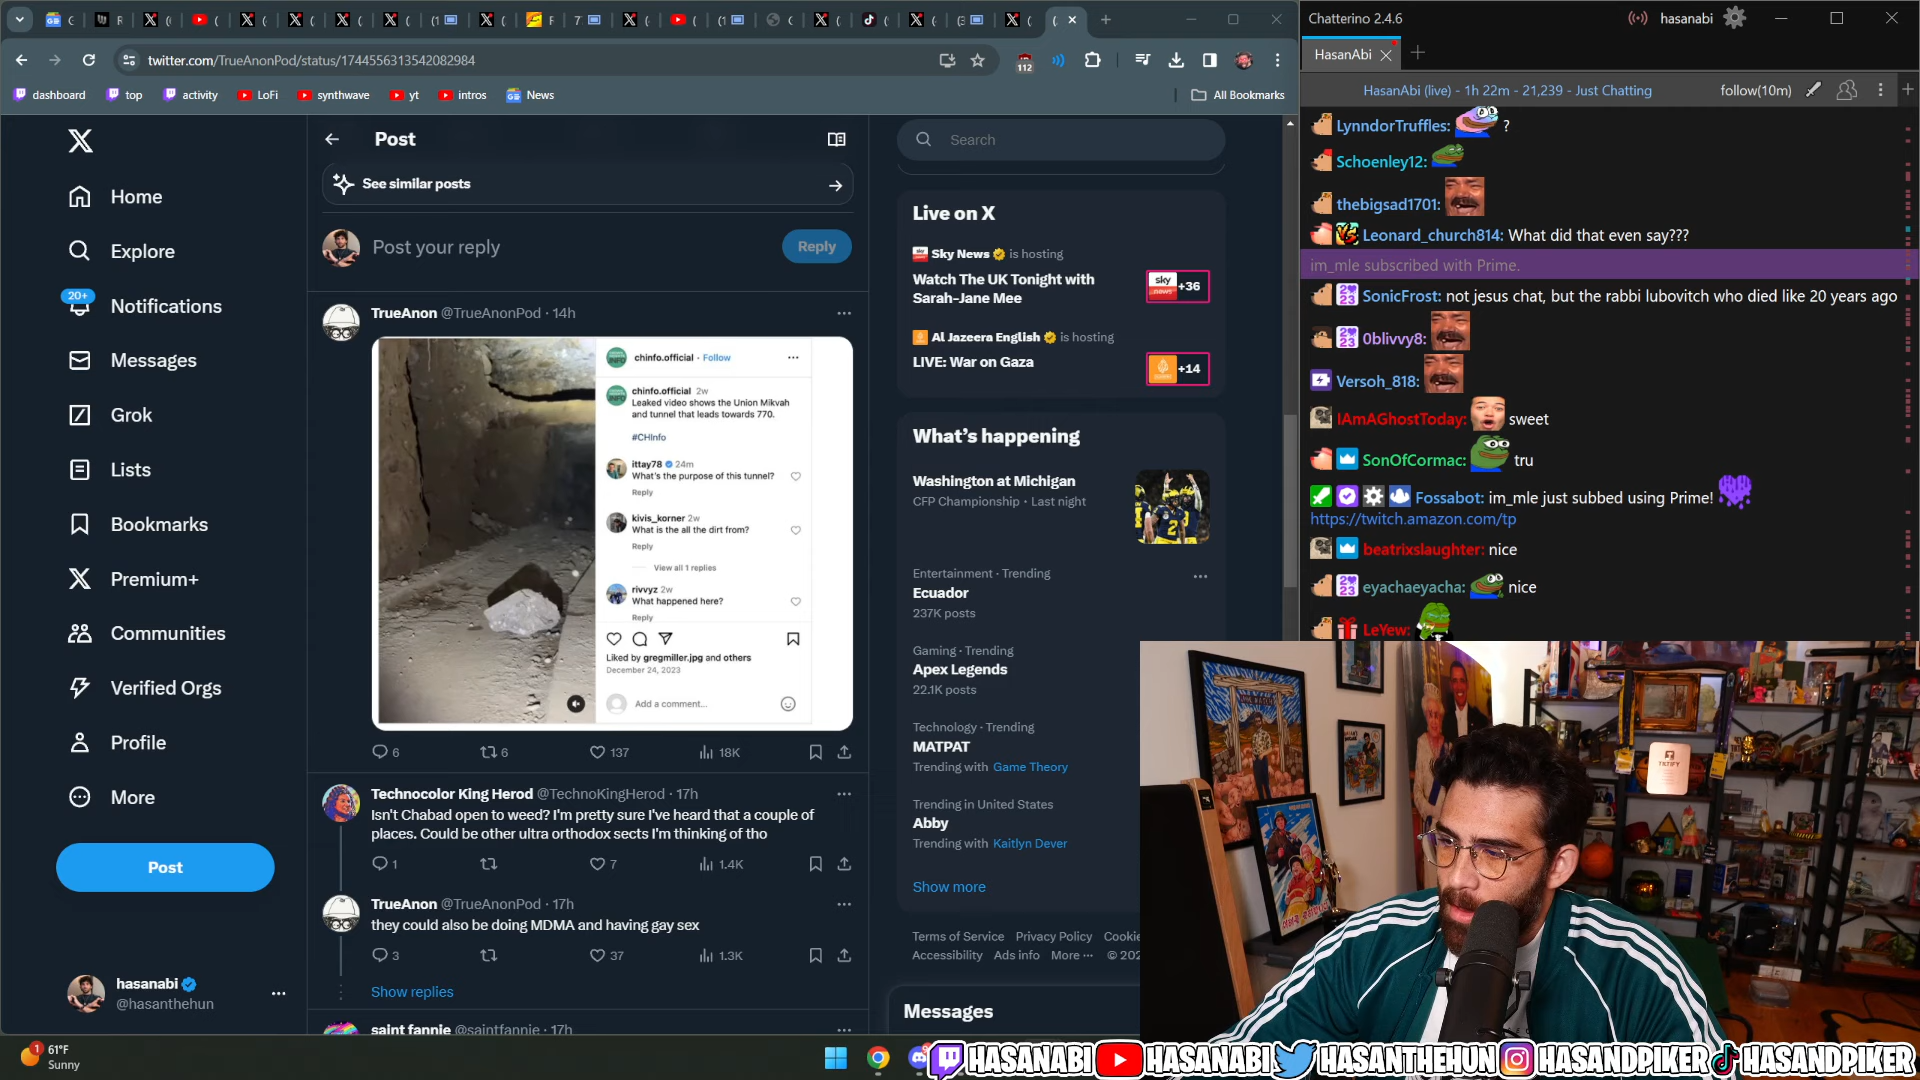 twitter.com/TrueAnonPod/status/1744556313542082984
112
dashboard
top
activity
LoFi
synthwave
yt
intros
News
All Bookmarks
Post
See similar posts
Post your reply
Reply
Home
Explore
20+
Notifications
Messages
Grok
Lists
Bookmarks
Premium+
Communities
Verified Orgs
Profile
More
Post
hasanabi
@hasanthehun
TrueAnon @TrueAnonPod · 14h
chinfo.official · Follow
chinfo.official 2w
Leaked video shows the Union Mikvah
and tunnel that leads towards 770.
#CHInfo
ittay78 24m
What's the purpose of this tunnel?
Reply
kivis_korner 2w
What is the all the dirt from?
Reply
View all 1 replies
rivvyz 2w
What happened here?
Reply
Liked by gregmiller.jpg and others
December 24, 2023
Add a comment...
6
6
137
18K
Technocolor King Herod @TechnoKingHerod · 17h
Isn't Chabad open to weed? I'm pretty sure I've heard that a couple of
places. Could be other ultra orthodox sects I'm thinking of tho
1
7
1.4K
TrueAnon @TrueAnonPod · 17h
they could also be doing MDMA and having gay sex
3
37
1.3K
Show replies
saint fannie @saintfannie · 17h
Search
Live on X
Sky News is hosting
Watch The UK Tonight with
Sarah-Jane Mee
sky news +36
Al Jazeera English is hosting
LIVE: War on Gaza
+14
What's happening
Washington at Michigan
CFP Championship · Last night
Entertainment · Trending
Ecuador
237K posts
Gaming · Trending
Apex Legends
22.1K posts
Technology · Trending
MATPAT
Trending with Game Theory
Trending in United States
Abby
Trending with Kaitlyn Dever
Show more
Terms of Service Privacy Policy Cookie
Accessibility Ads info More ··· © 202
Messages
Chatterino 2.4.6
hasanabi
HasanAbi
HasanAbi (live) - 1h 22m - 21,239 - Just Chatting
follow(10m)
LynndorTruffles: ?
Schoenley12:
thebigsad1701:
Leonard_church814: What did that even say???
im_mle subscribed with Prime.
SonicFrost: not jesus chat, but the rabbi lubovitch who died like 20 years ago
0blivvy8:
Versoh_818:
IAmAGhostToday: sweet
SonOfCormac: tru
Fossabot: im_mle just subbed using Prime!
https://twitch.amazon.com/tp
beatrixslaughter: nice
eyachaeyacha: nice
LeYew:
TKTIFY
1
61°F
Sunny
HASANABI
HASANABI
HASANTHEHUN
HASANDPIKER
HASANDPIKER